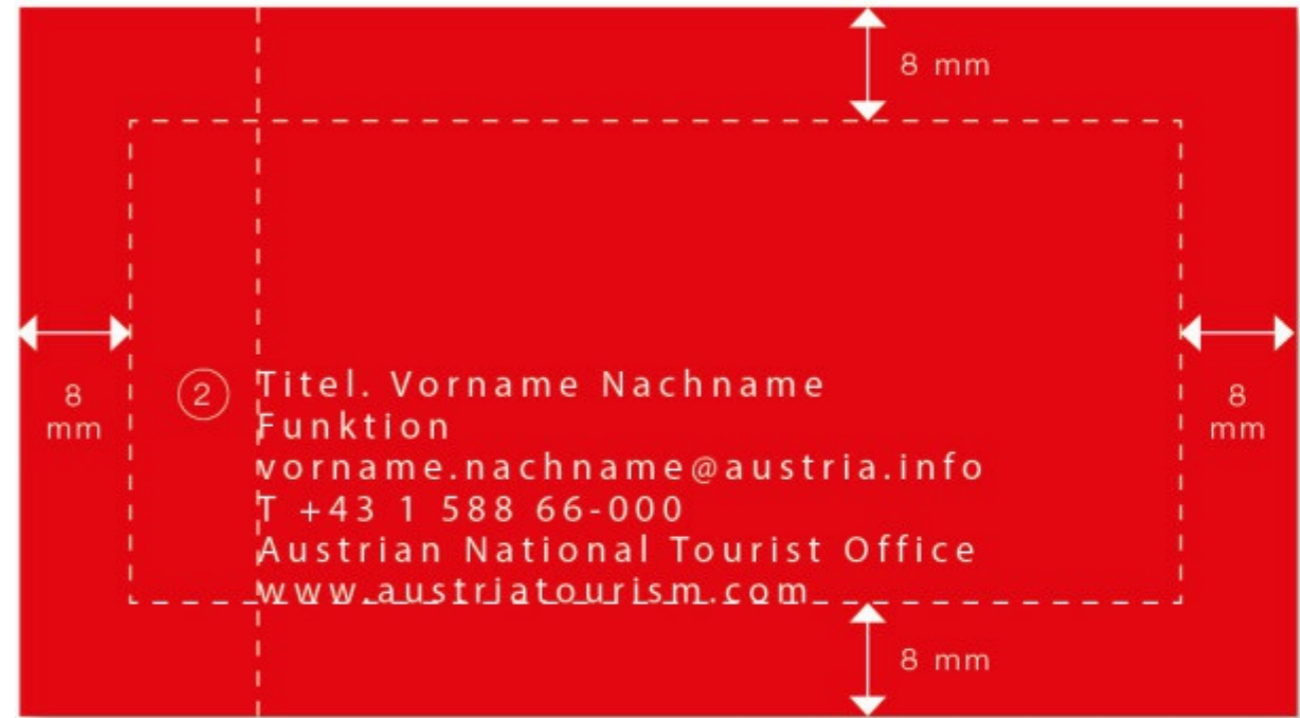 8 mm
8
mm
8
mm
2
Titel. Vorname Nachname
Funktion
vorname.nachname@austria.info
T +43 1 588 66-000
Austrian National Tourist Office
www.austriatourism.com
8 mm